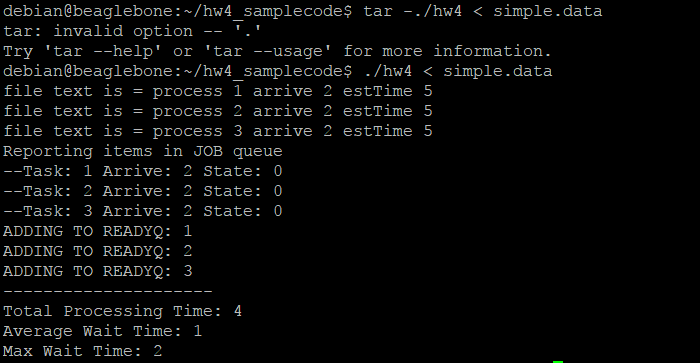 debian@beaglebone:~/hw4_samplecode$ tar -./hw4 < simple.data
tar: invalid option -- '.'
Try 'tar --help' or 'tar --usage' for more information.
debian@beaglebone:~/hw4_samplecode$ ./hw4 < simple.data
file text is = process 1 arrive 2 estTime 5
file text is = process 2 arrive 2 estTime 5
file text is = process 3 arrive 2 estTime 5
Reporting items in JOB queue
--Task: 1 Arrive: 2 State: 0
--Task: 2 Arrive: 2 State: 0
--Task: 3 Arrive: 2 State: 0
ADDING TO READYQ: 1
ADDING TO READYQ: 2
ADDING TO READYQ: 3
---------------------
Total Processing Time: 4
Average Wait Time: 1
Max Wait Time: 2